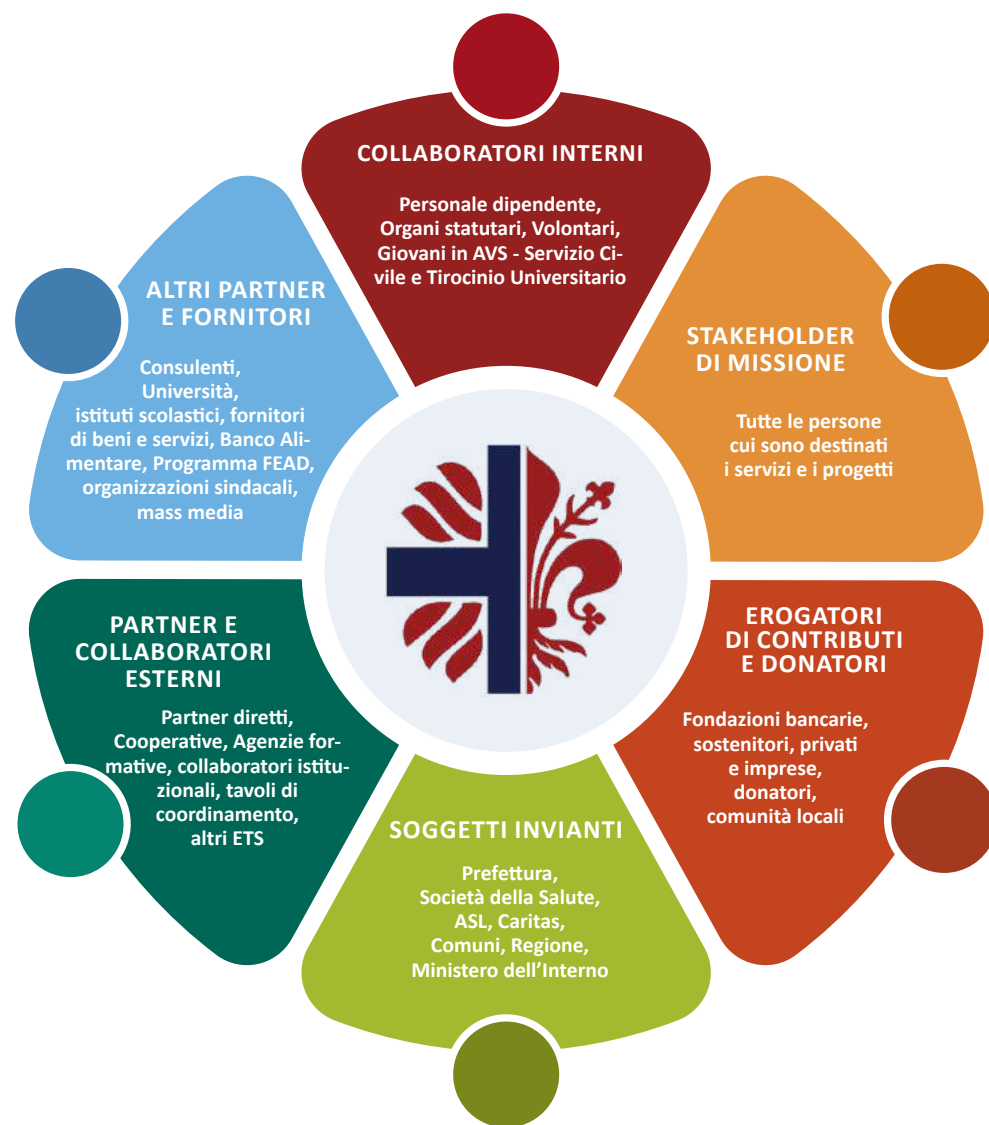 COLLABORATORI INTERNI
Personale dipendente,
Organi statutari, Volontari,
Giovani in AVS - Servizio Ci-
vile e Tirocinio Universitario
STAKEHOLDER
DI MISSIONE
Tutte le persone
cui sono destinati
i servizi e i progetti
EROGATORI
DI CONTRIBUTI
E DONATORI
Fondazioni bancarie,
sostenitori, privati
e imprese,
donatori,
comunità locali
SOGGETTI INVIANTI
Prefettura,
Società della Salute,
ASL, Caritas,
Comuni, Regione,
Ministero dell’Interno
PARTNER E
COLLABORATORI
ESTERNI
Partner diretti,
Cooperative, Agenzie for-
mative, collaboratori istitu-
zionali, tavoli di
coordinamento,
altri ETS
ALTRI PARTNER
E FORNITORI
Consulenti,
Università,
istituti scolastici, fornitori
di beni e servizi, Banco Ali-
mentare, Programma FEAD,
organizzazioni sindacali,
mass media